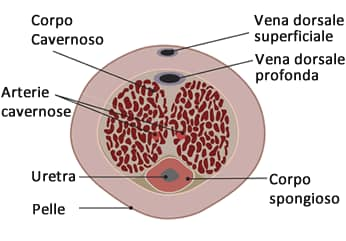 Corpo
Cavernoso
Vena dorsale
superficiale
Vena dorsale
profonda
Arterie
cavernose
Uretra
Corpo
spongioso
Pelle